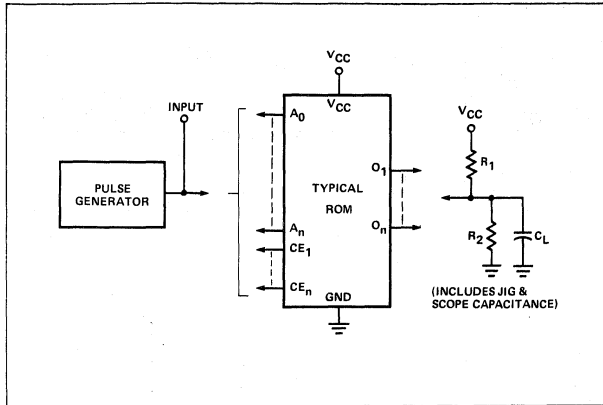 VCC
INPUT
VCC
A0
VCC
R1
O1
PULSE
GENERATOR
TYPICAL
ROM
An
On
R2
CL
CE1
CEn
GND
(INCLUDES JIG &
SCOPE CAPACITANCE)